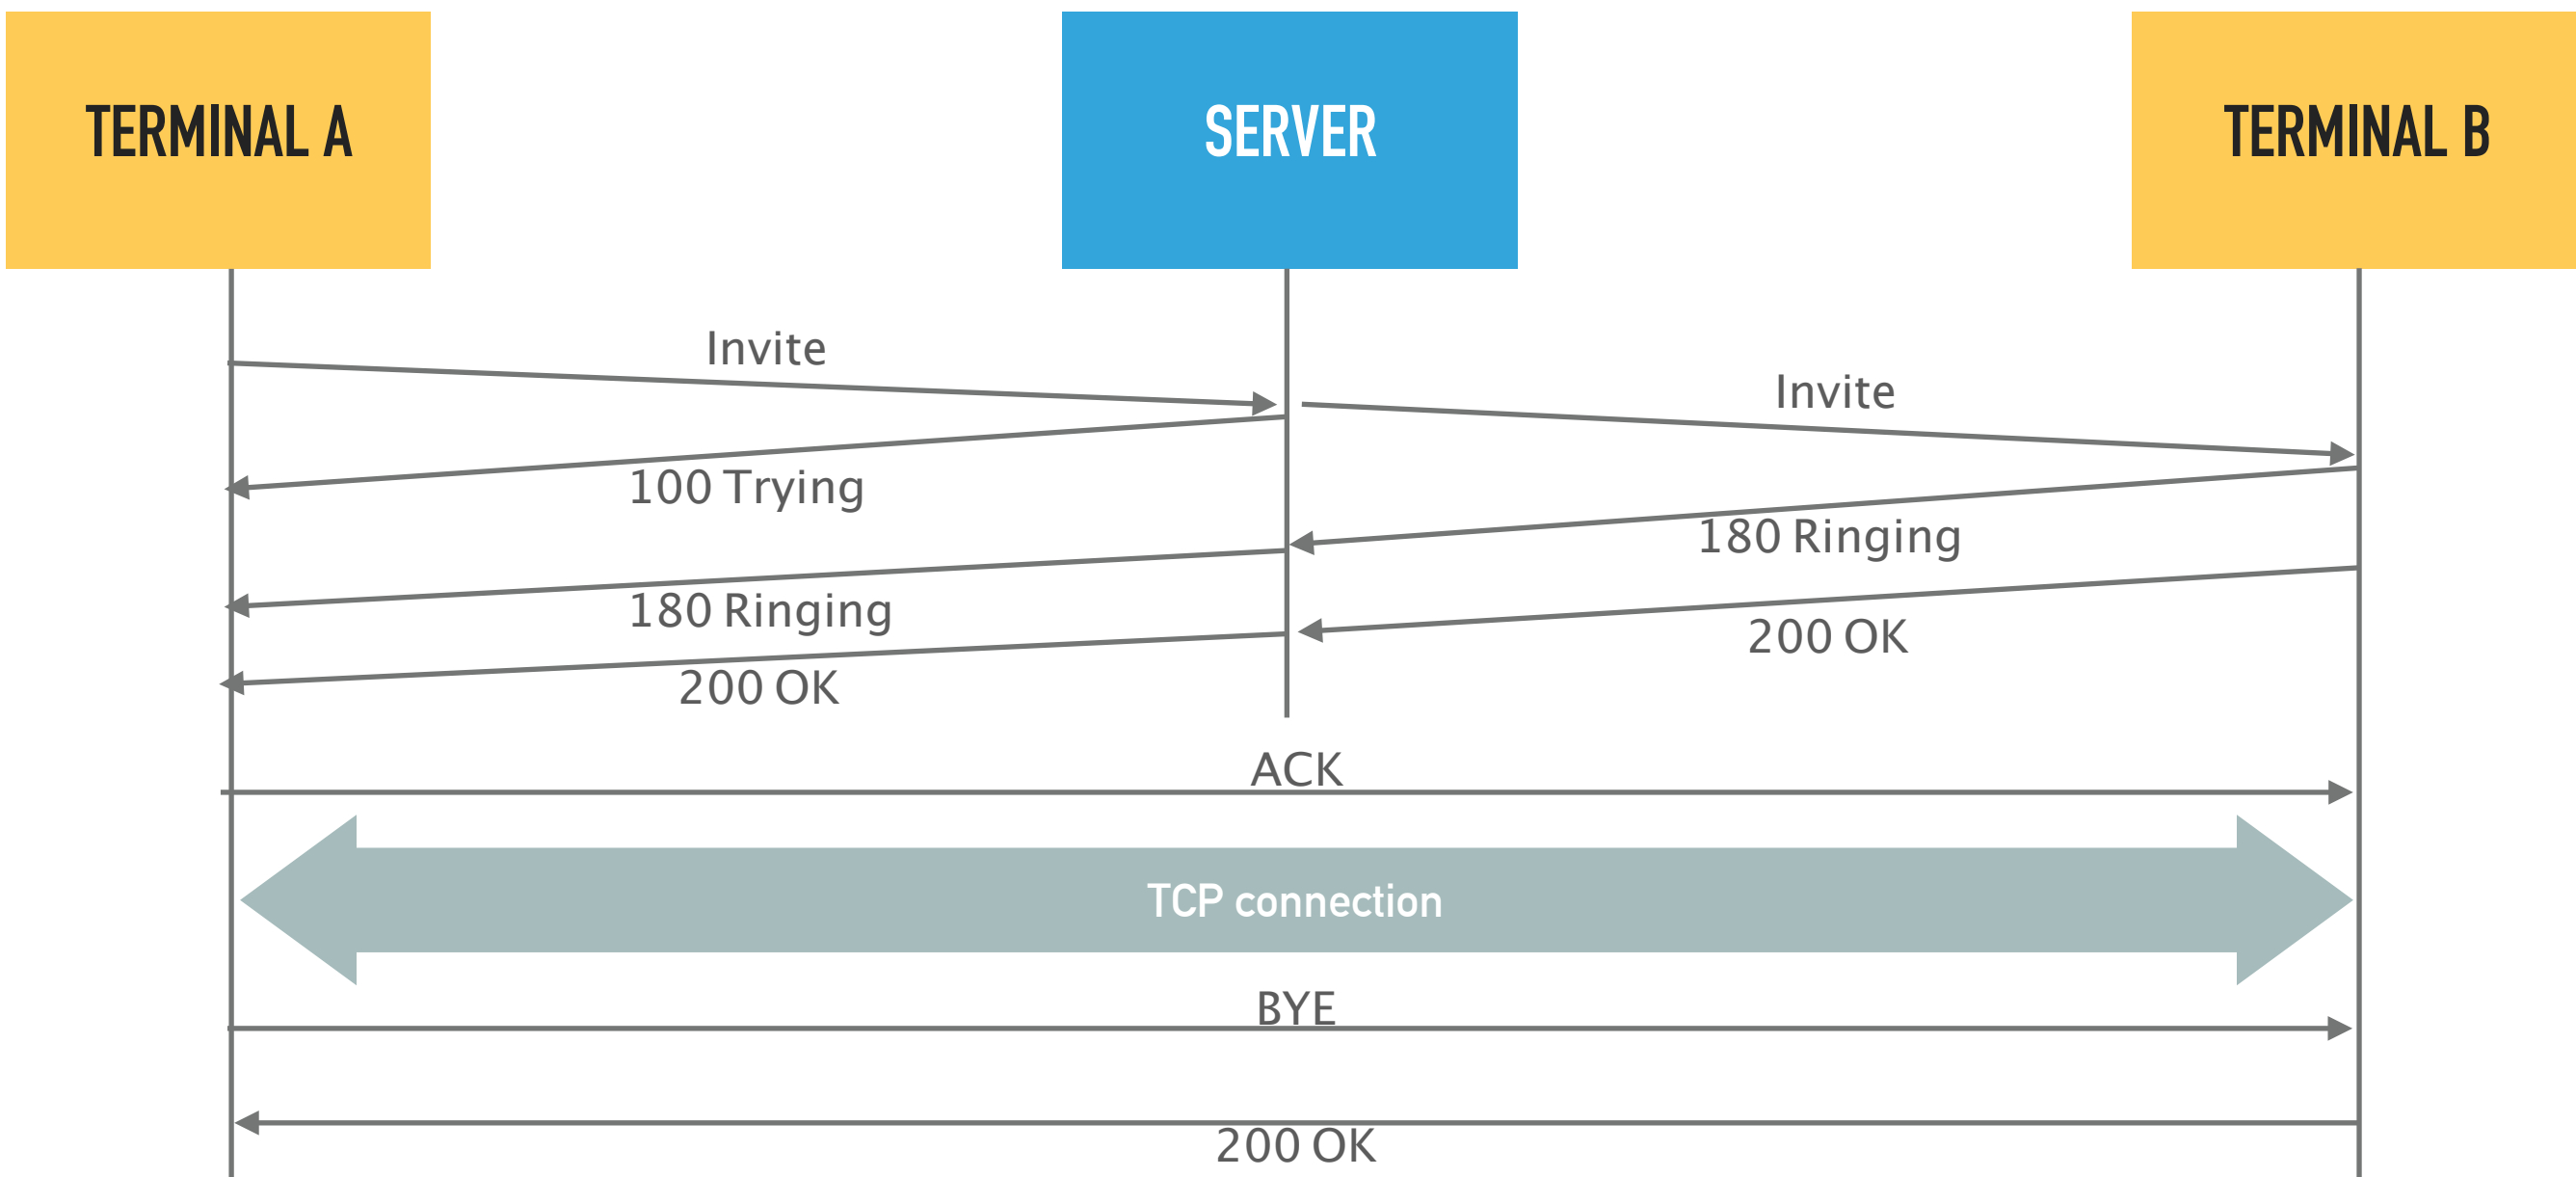 TERMINAL A
SERVER
TERMINAL B
Invite
Invite
100 Trying
180 Ringing
180 Ringing
200 OK
200 OK
ACK
TCP connection
BYE
200 OK